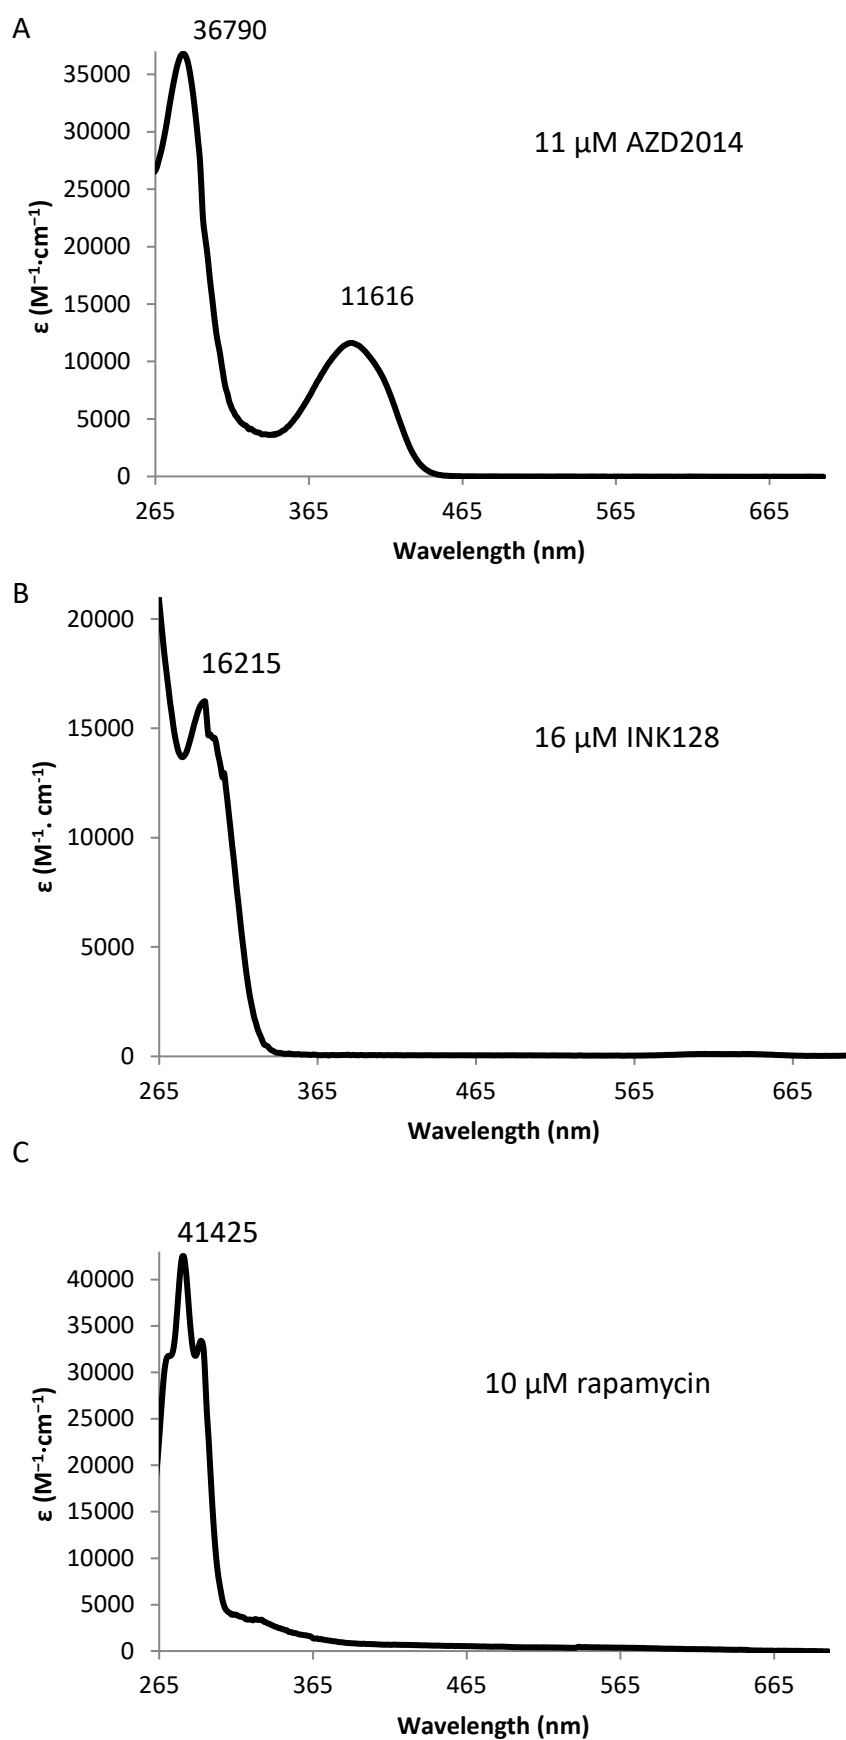 A
36790
35000
30000
25000
20000
15000
10000
5000
0
11 µM AZD2014
11616
ε (M⁻¹·cm⁻¹)
265 365 465 565 665
Wavelength (nm)
B
20000
15000
10000
5000
0
16215
16 µM INK128
ε (M⁻¹. cm⁻¹)
265 365 465 565 665
Wavelength (nm)
C
41425
40000
35000
30000
25000
20000
15000
10000
5000
0
10 µM rapamycin
ε (M⁻¹·cm⁻¹)
265 365 465 565 665
Wavelength (nm)